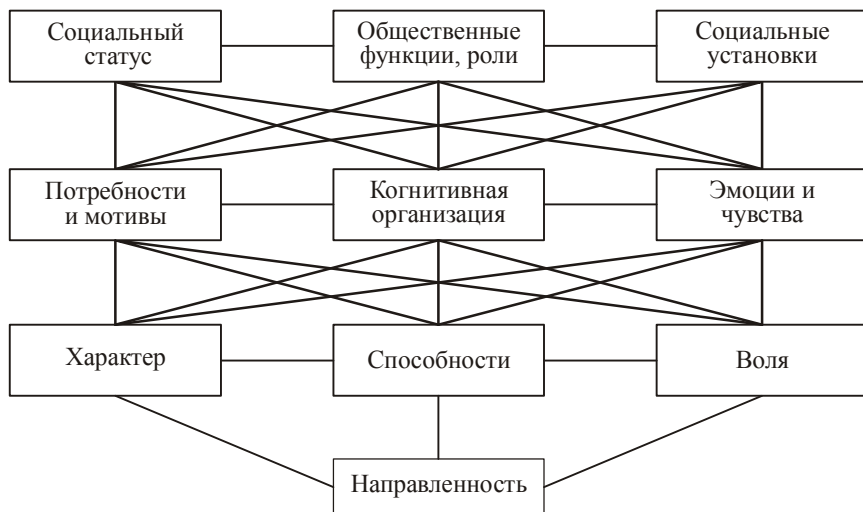 Социальный
статус
Общественные
функции, роли
Социальные
установки
Потребности
и мотивы
Когнитивная
организация
Эмоции и
чувства
Характер
Способности
Воля
Направленность